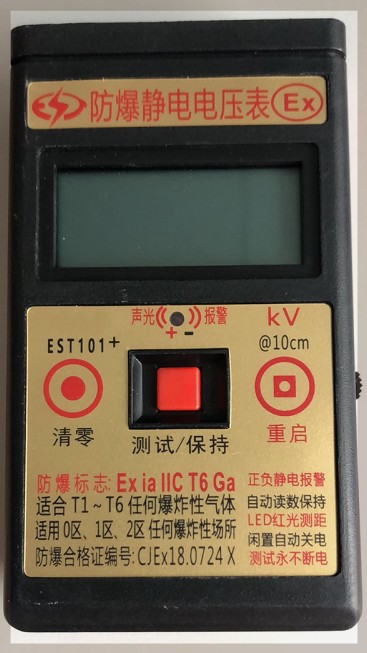 防爆静电电压表 Ex
声光 报警 kV
+ -
EST101+ @10cm
清零 测试/保持 重启
防爆标志: Ex ia IIC T6 Ga 正负静电报警
适合 T1~T6 任何爆炸性气体 自动读数保持
适用 0区、1区、2区 任何爆炸性场所 LED红光测距
闲置自动关电
防爆合格证编号: CJEx18.0724 X 测试永不断电